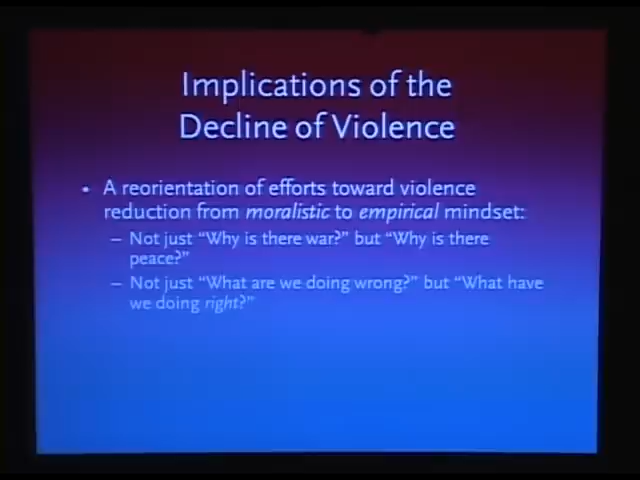 Implications of the
Decline of Violence
• A reorientation of efforts toward violence
reduction from moralistic to empirical mindset:
– Not just “Why is there war?” but “Why is there
peace?”
– Not just “What are we doing wrong?” but “What have
we doing right?”